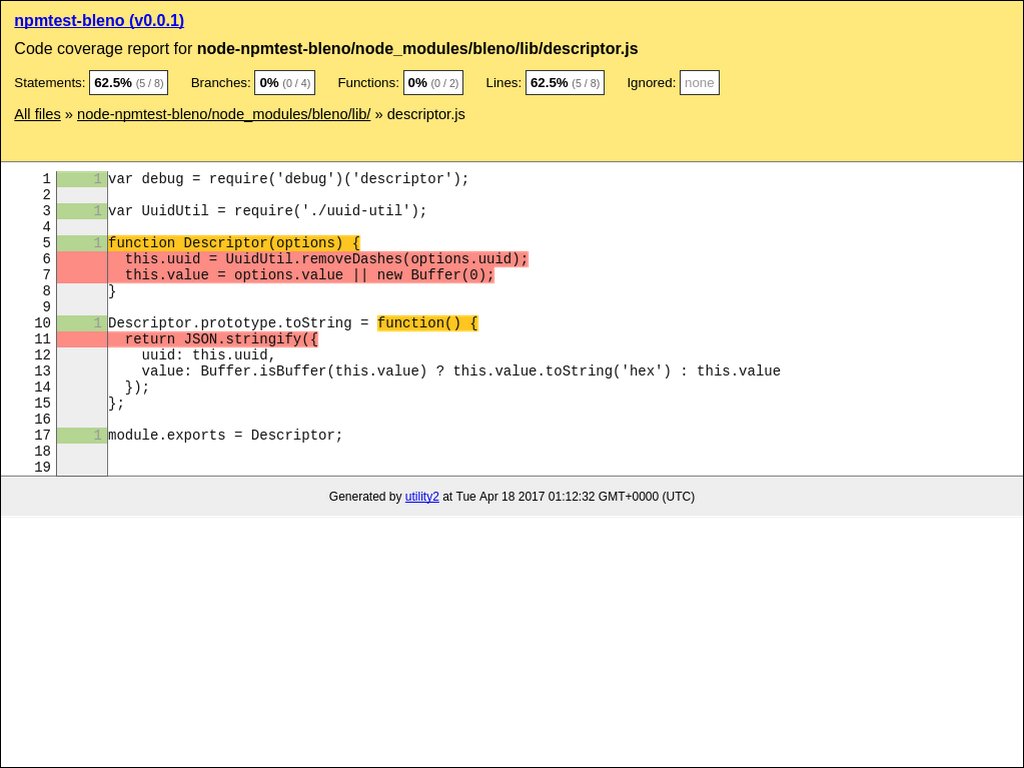 npmtest-bleno (v0.0.1)
Code coverage report for node-npmtest-bleno/node_modules/bleno/lib/descriptor.js
Statements: 62.5% (5 / 8) Branches: 0% (0 / 4) Functions: 0% (0 / 2) Lines: 62.5% (5 / 8) Ignored: none
All files » node-npmtest-bleno/node_modules/bleno/lib/ » descriptor.js
1 1 var debug = require('debug')('descriptor');
2
3 1 var UuidUtil = require('./uuid-util');
4
5 1 function Descriptor(options) {
6   this.uuid = UuidUtil.removeDashes(options.uuid);
7   this.value = options.value || new Buffer(0);
8 }
9
10 1 Descriptor.prototype.toString = function() {
11   return JSON.stringify({
12     uuid: this.uuid,
13     value: Buffer.isBuffer(this.value) ? this.value.toString('hex') : this.value
14   });
15 };
16
17 1 module.exports = Descriptor;
18
19
Generated by utility2 at Tue Apr 18 2017 01:12:32 GMT+0000 (UTC)